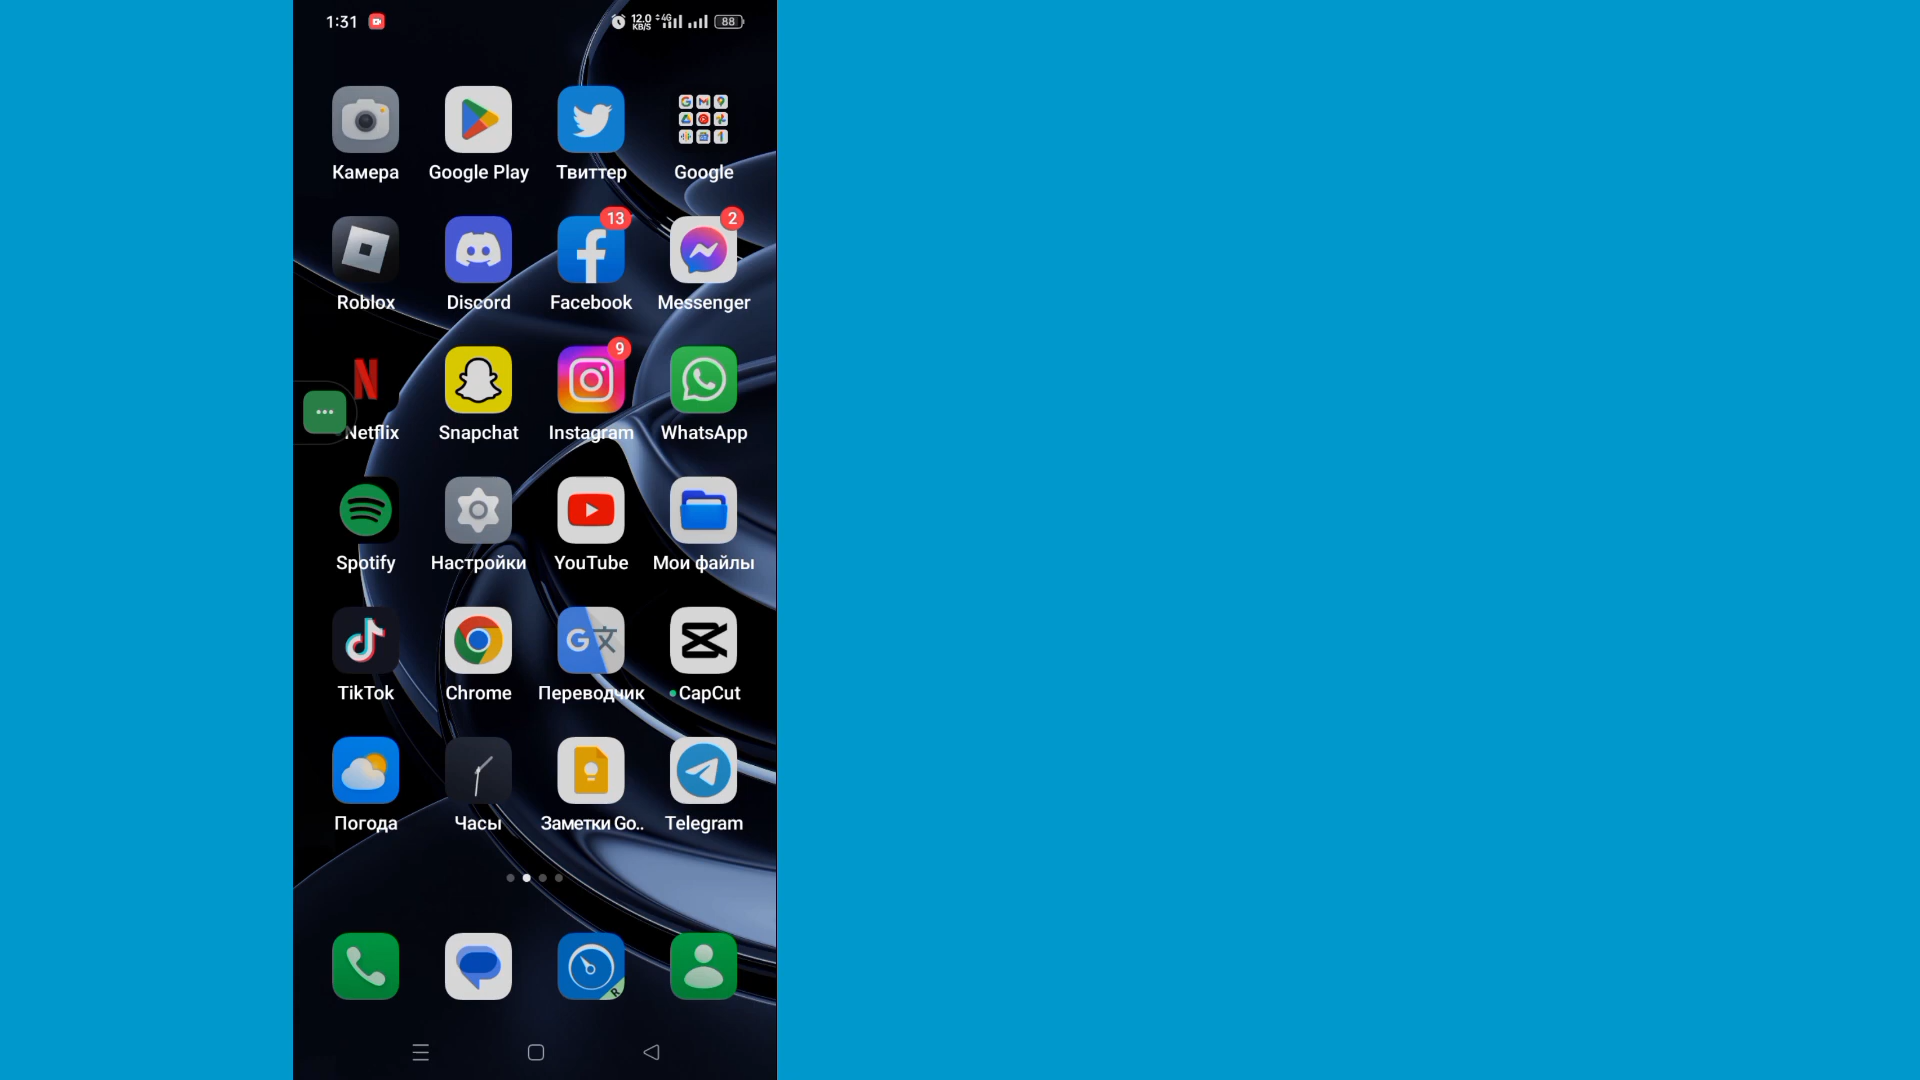 1:31 12.0 KB/S 4G 88
Камера Google Play Твиттер Google
13 2
Roblox Discord Facebook Messenger
9
Netflix Snapchat Instagram WhatsApp
Spotify Настройки YouTube Мои файлы
TikTok Chrome Переводчик CapCut
Погода Часы Заметки Go.. Telegram
R